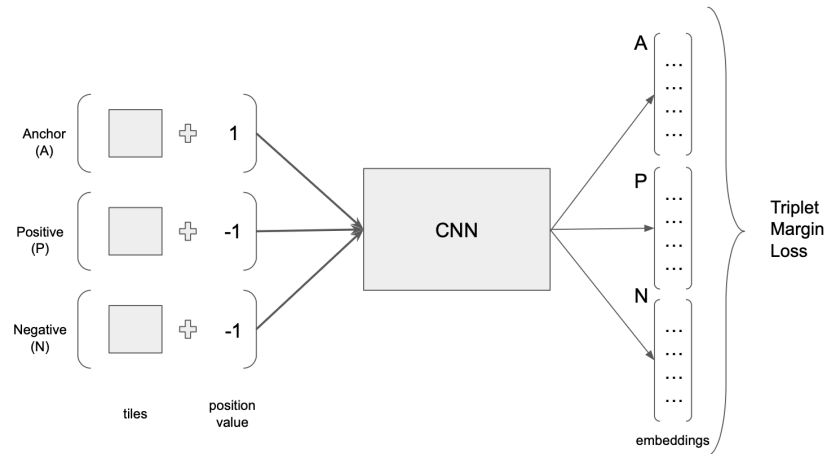 Anchor
(A)
1
Positive
(P)
-1
Negative
(N)
-1
tiles
position
value
CNN
A
...
...
...
...
P
...
...
...
...
N
...
...
...
...
embeddings
Triplet
Margin
Loss